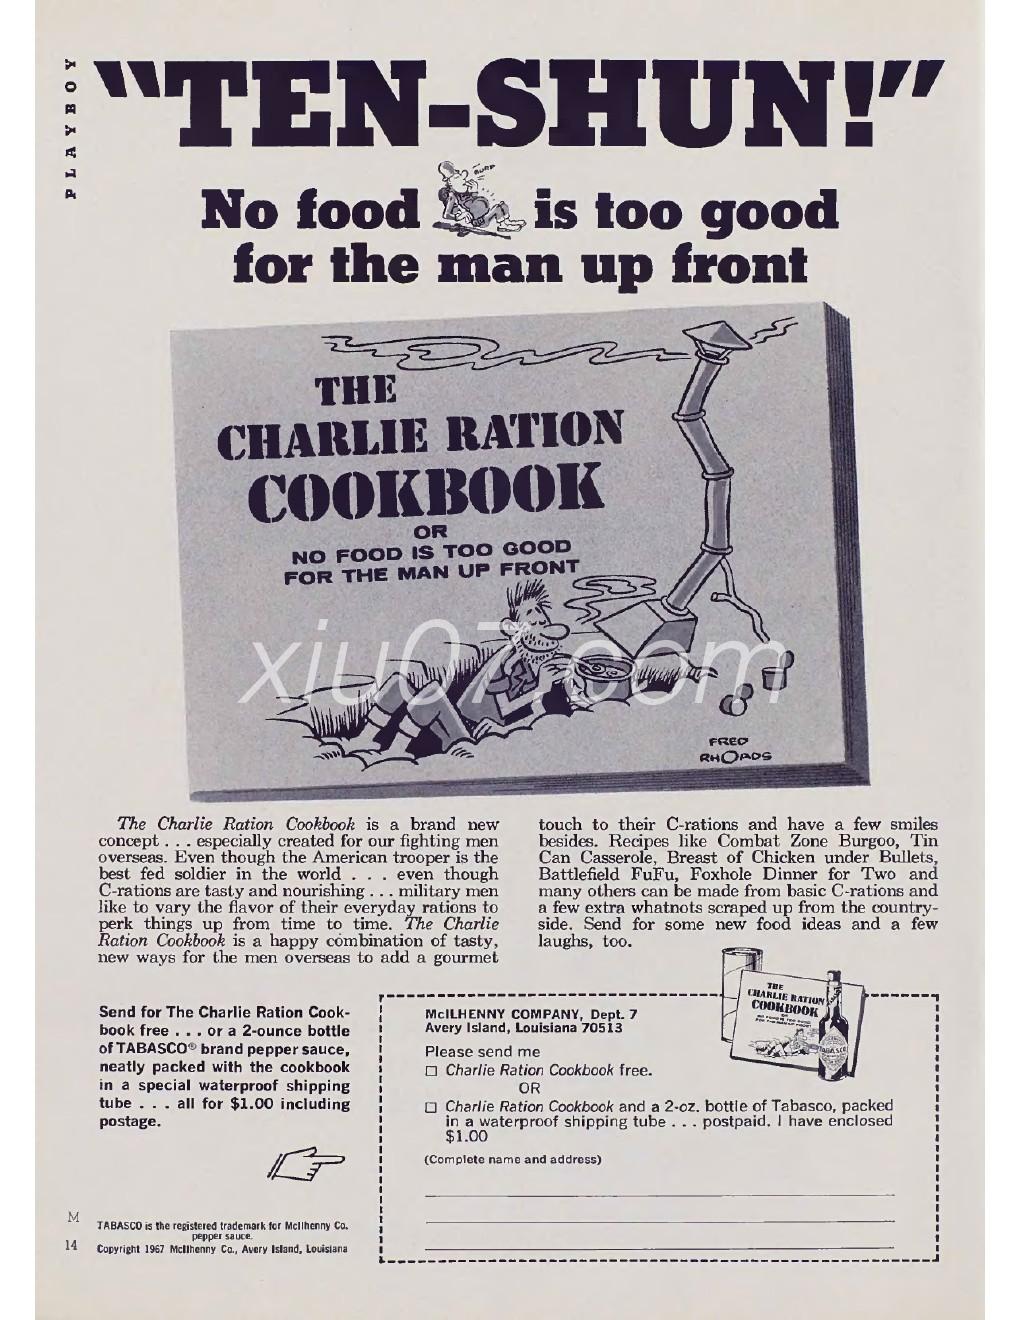 PLAYBOY
"TEN-SHUN!"
BURP
No food is too good
for the man up front
THE
CHARLIE RATION
COOKBOOK
OR
NO FOOD IS TOO GOOD
FOR THE MAN UP FRONT
xiu07.com
FRED
RHOADS
The Charlie Ration Cookbook is a brand new
concept . . . especially created for our fighting men
overseas. Even though the American trooper is the
best fed soldier in the world . . . even though
C-rations are tasty and nourishing . . . military men
like to vary the flavor of their everyday rations to
perk things up from time to time. The Charlie
Ration Cookbook is a happy combination of tasty,
new ways for the men overseas to add a gourmet
touch to their C-rations and have a few smiles
besides. Recipes like Combat Zone Burgoo, Tin
Can Casserole, Breast of Chicken under Bullets,
Battlefield FuFu, Foxhole Dinner for Two and
many others can be made from basic C-rations and
a few extra whatnots scraped up from the country-
side. Send for some new food ideas and a few
laughs, too.
Send for The Charlie Ration Cook-
book free . . . or a 2-ounce bottle
of TABASCO® brand pepper sauce,
neatly packed with the cookbook
in a special waterproof shipping
tube . . . all for $1.00 including
postage.
THE
CHARLIE RATION
COOKBOOK
OR
NO FOOD IS TOO GOOD
FOR THE MAN UP FRONT
TABASCO
McILHENNY COMPANY, Dept. 7
Avery Island, Louisiana 70513
Please send me
□ Charlie Ration Cookbook free.
OR
□ Charlie Ration Cookbook and a 2-oz. bottle of Tabasco, packed
in a waterproof shipping tube . . . postpaid. I have enclosed
$1.00
(Complete name and address)
M
14
TABASCO is the registered trademark for McIlhenny Co.
pepper sauce.
Copyright 1967 McIlhenny Co., Avery Island, Louisiana